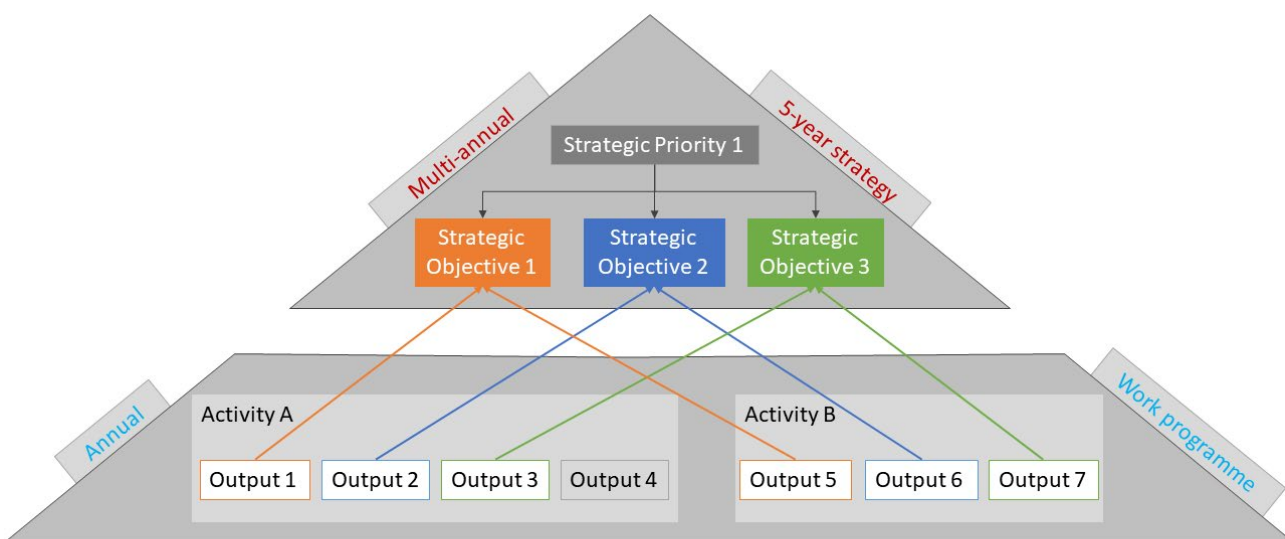 Multi-annual
5-year strategy
Strategic Priority 1
Strategic
Objective 1
Strategic
Objective 2
Strategic
Objective 3
Annual
Work programme
Activity A
Activity B
Output 1
Output 2
Output 3
Output 4
Output 5
Output 6
Output 7